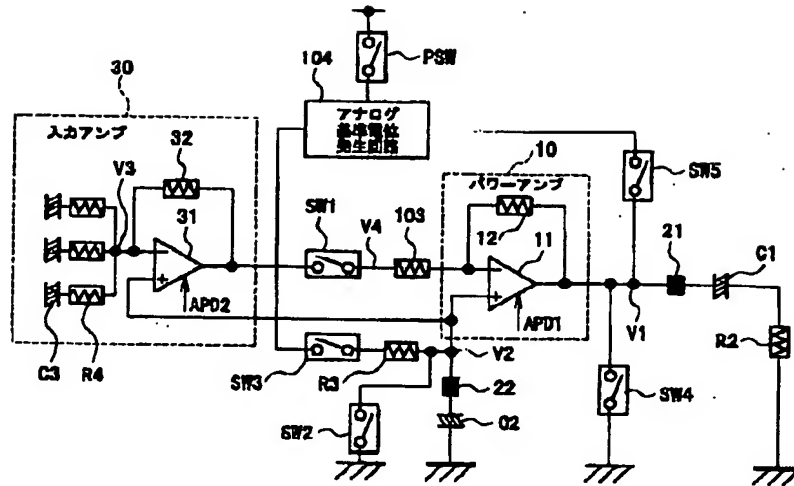 PSW
104
30
アナログ
基準電位
発生回路
入力アンプ
32
10
パワーアンプ
SW5
V3
SW1
V4
103
12
11
21
C1
31
APD2
APD1
V1
R2
C3
R4
SW3
R3
V2
22
SW4
SW2
C2